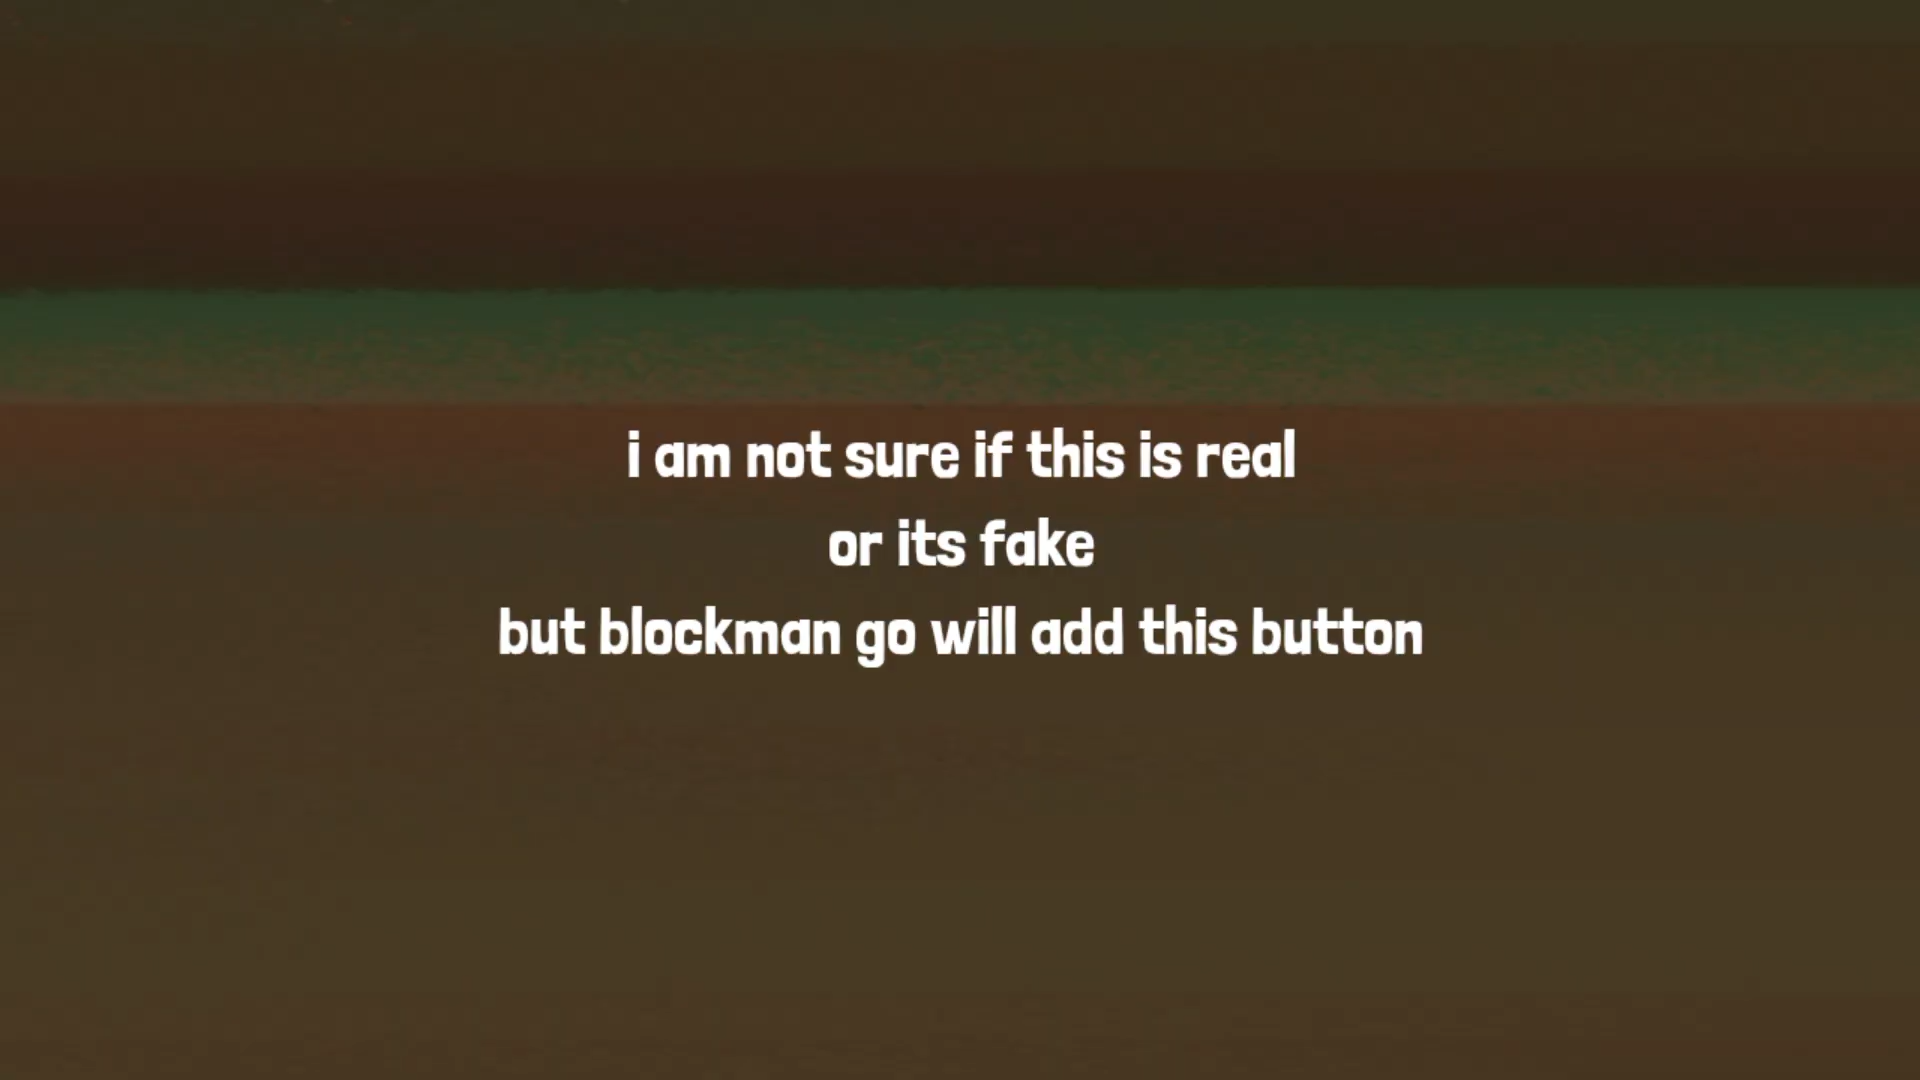 i am not sure if this is real
or its fake
but blockman go will add this button